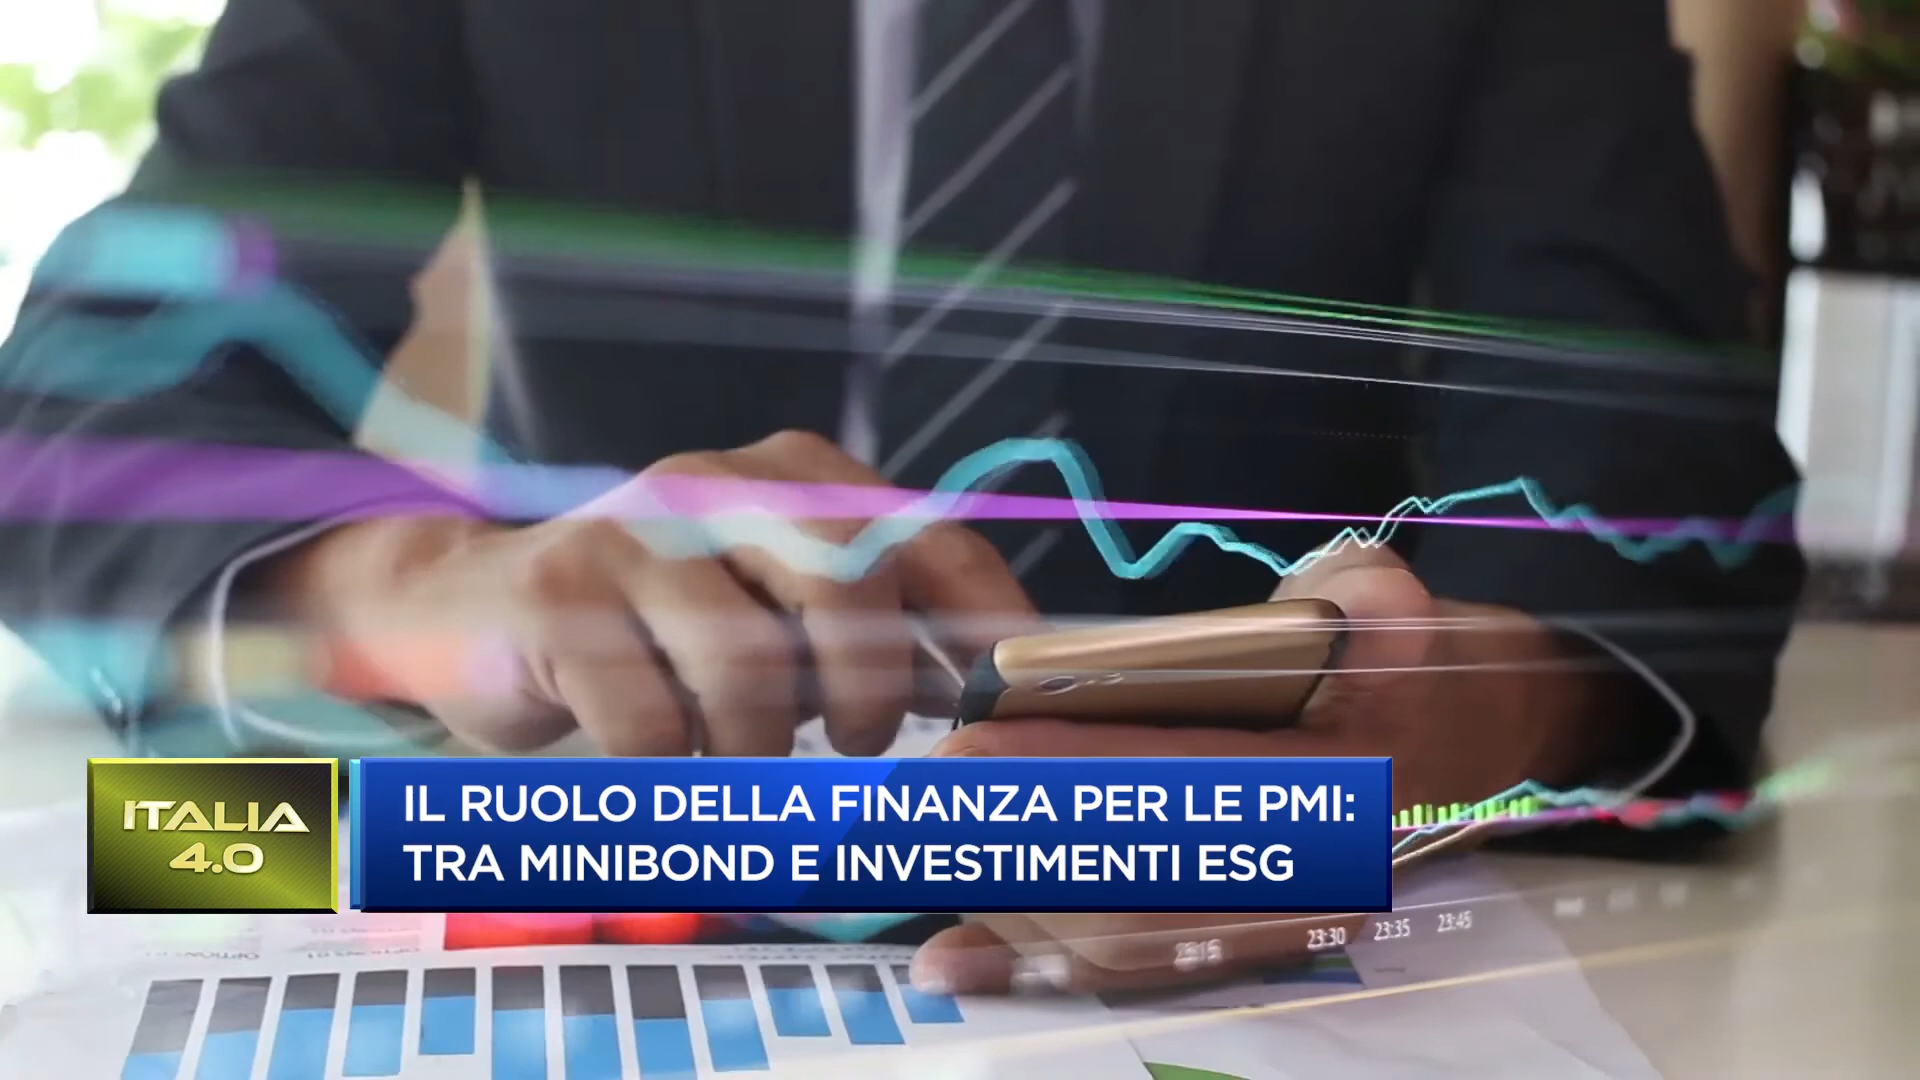 ITALIA
4.0
IL RUOLO DELLA FINANZA PER LE PMI:
TRA MINIBOND E INVESTIMENTI ESG
23:30
23:35
23:45